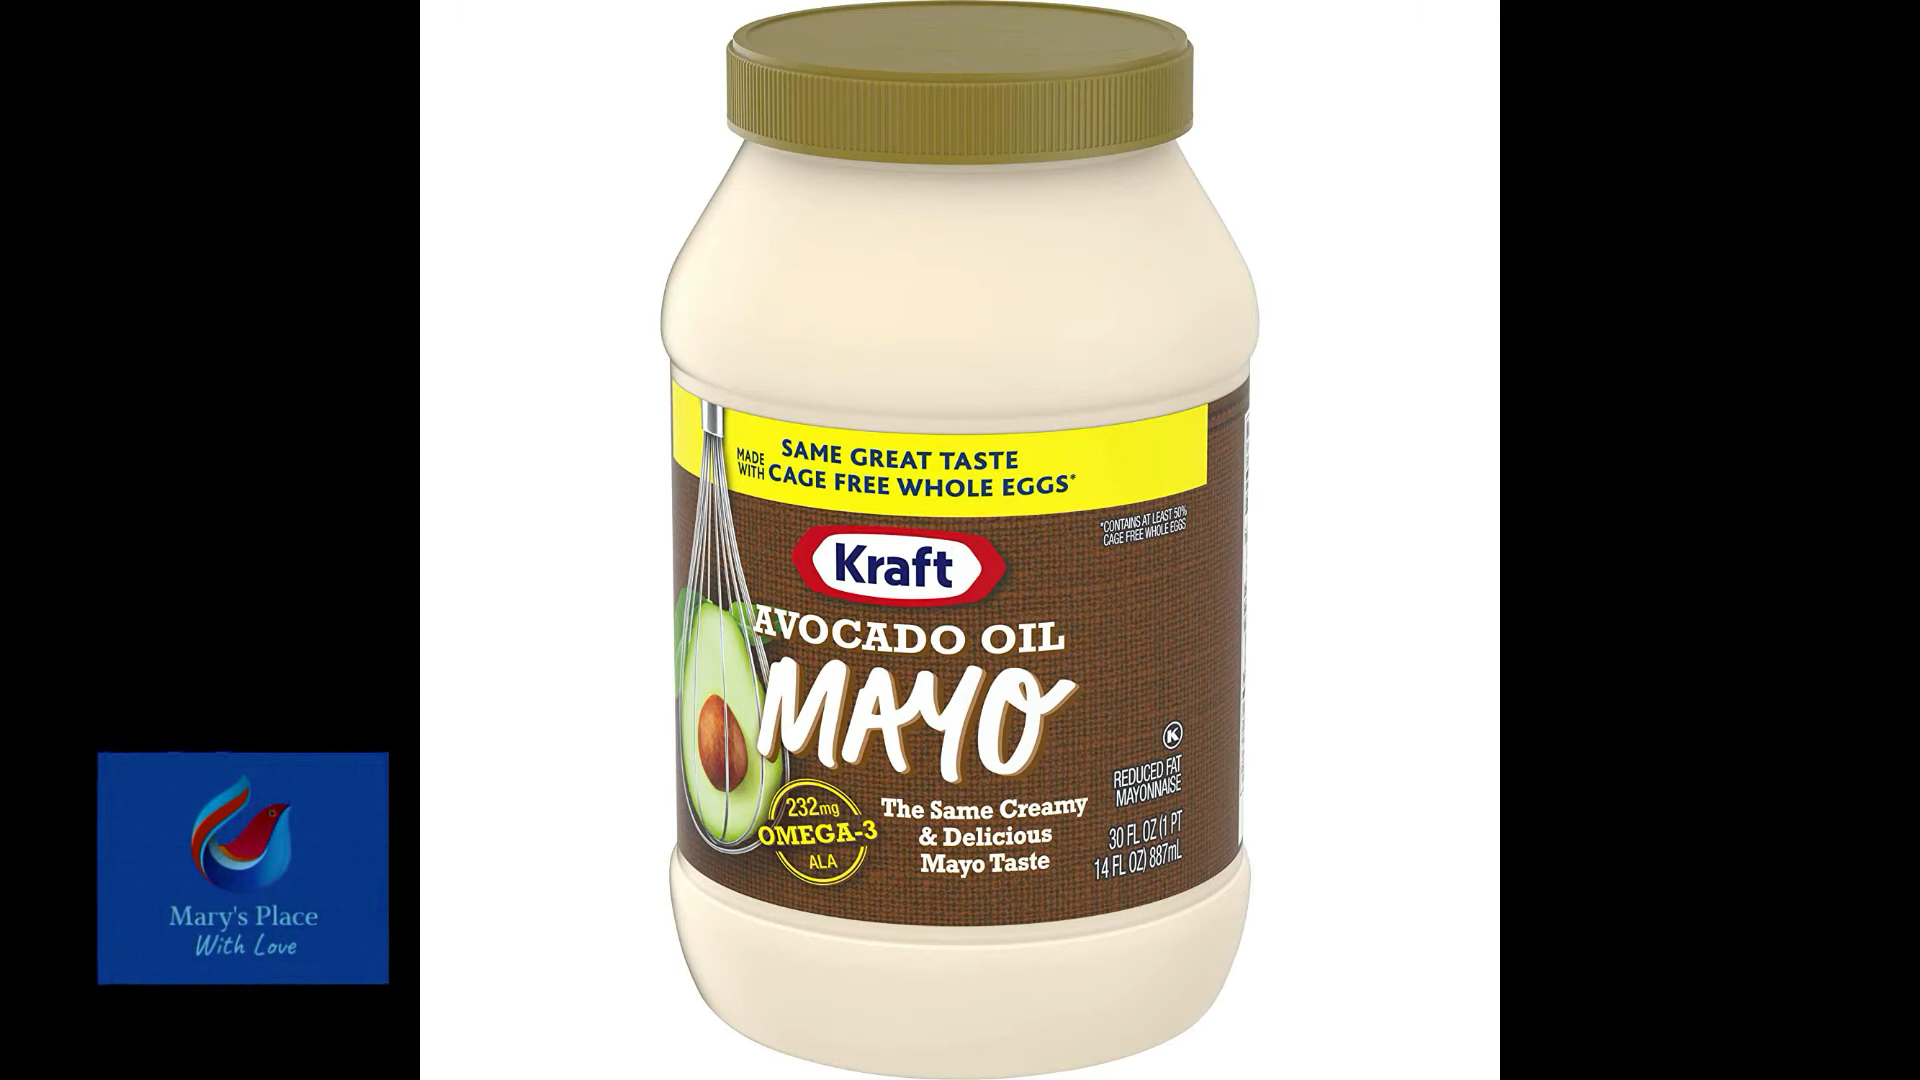 SAME GREAT TASTE
MADE WITH CAGE FREE WHOLE EGGS*
*CONTAINS AT LEAST 50%
CAGE FREE WHOLE EGGS
Kraft
AVOCADO OIL
MAYO
K
REDUCED FAT
MAYONNAISE
232mg
OMEGA-3
ALA
The Same Creamy
& Delicious
Mayo Taste
30 FL OZ (1 PT
14 FL OZ) 887mL
Mary's Place
With Love